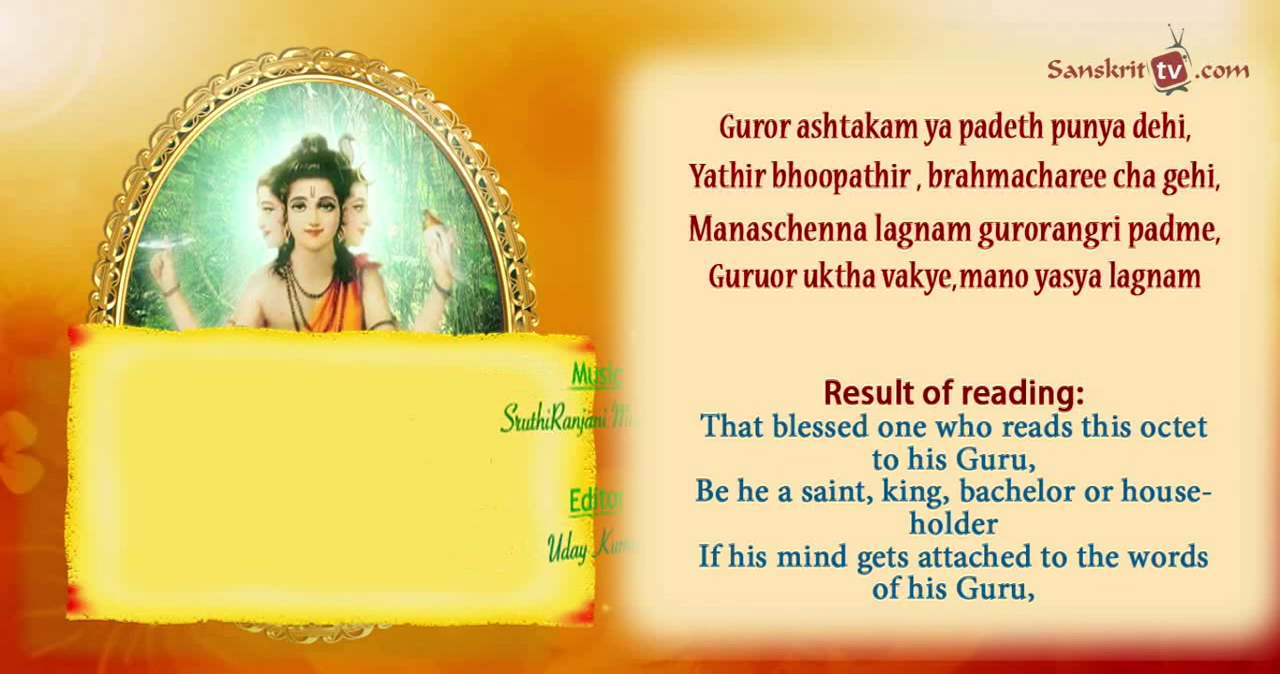 Sanskrit tv .com
Guror ashtakam ya padeth punya dehi,
Yathir bhoopathir , brahmacharee cha gehi,
Manaschenna lagnam gurorangri padme,
Guruor uktha vakye,mano yasya lagnam
Result of reading:
That blessed one who reads this octet
to his Guru,
Be he a saint, king, bachelor or house-
holder
If his mind gets attached to the words
of his Guru,
Music
SruthiRanjani
Editor
Uday